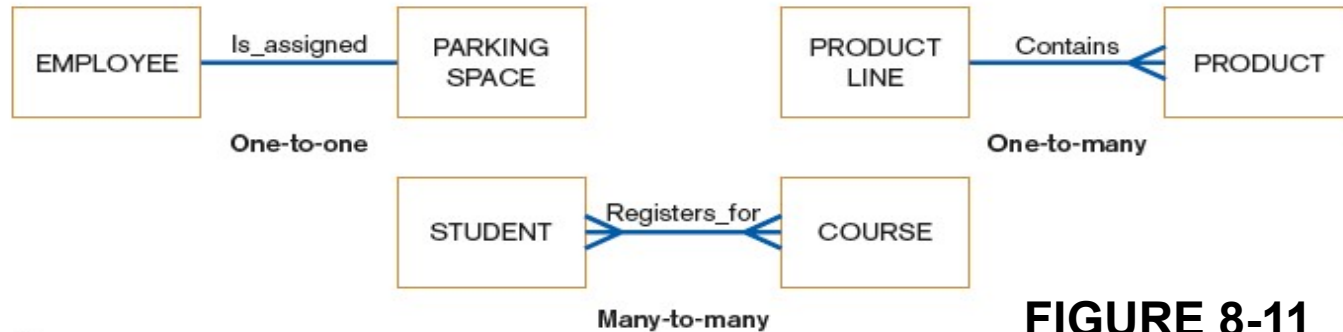 EMPLOYEE
Is_assigned
PARKING
SPACE
One-to-one
PRODUCT
LINE
Contains
PRODUCT
One-to-many
STUDENT
Registers_for
COURSE
Many-to-many
FIGURE 8-11